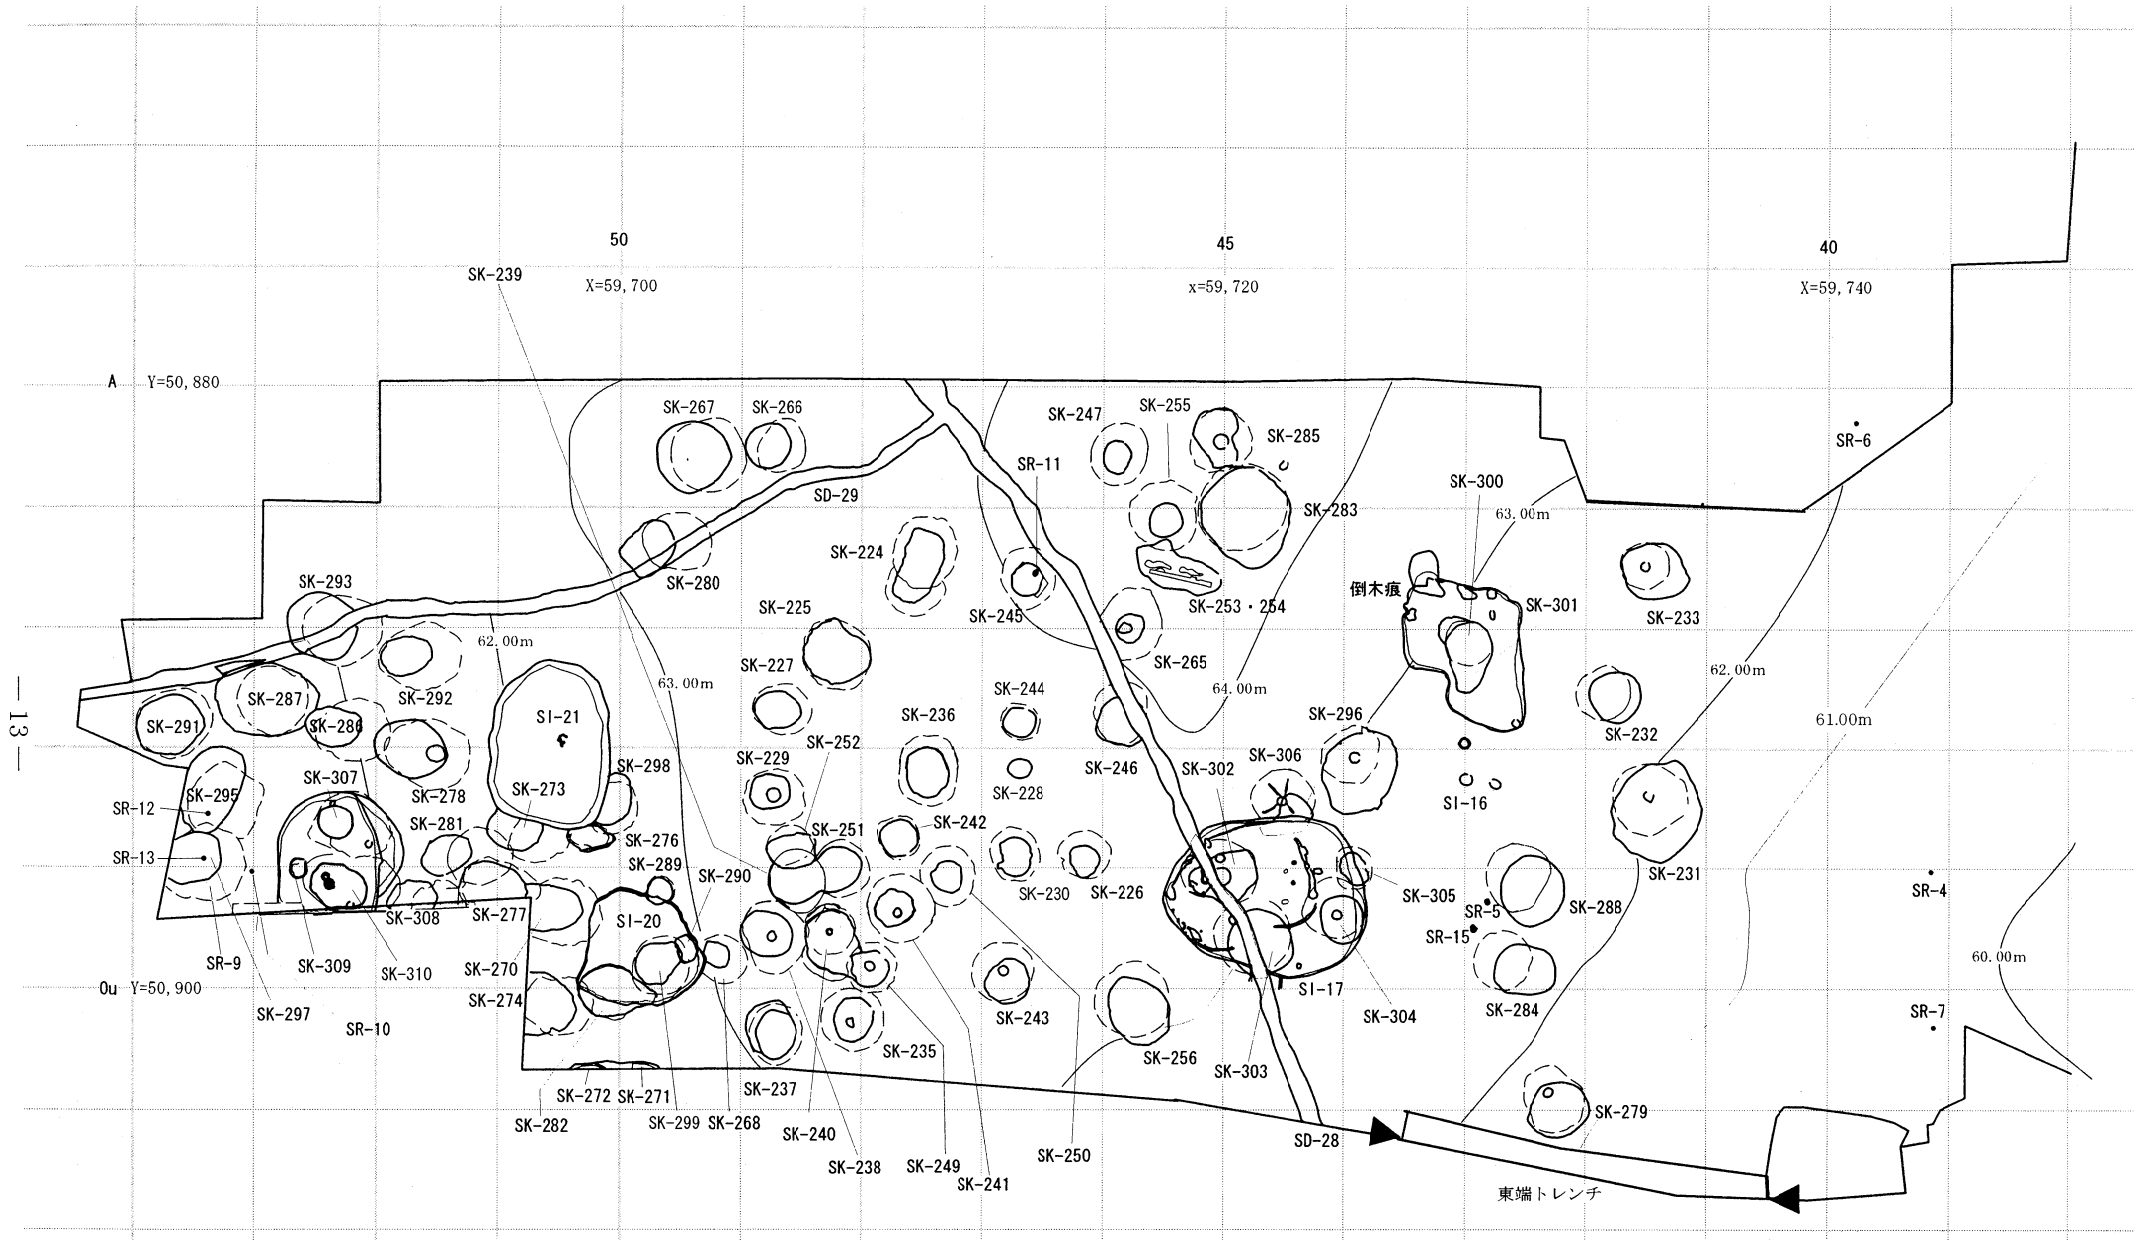 50
45
40
SK-239
X=59,700
x=59,720
X=59,740
A Y=50,880
SK-267
SK-266
SK-247
SK-255
SK-285
SR-6
SR-11
SK-300
SD-29
SK-283
63.00m
SK-224
SK-293
SK-280
倒木痕
SK-225
SK-245
SK-253・254
SK-301
SK-233
62.00m
SK-227
SK-265
62.00m
63.00m
64.00m
SK-244
SK-292
SK-287
SI-21
SK-236
SK-296
61.00m
SK-291
SK-286
SK-252
SK-232
— 13 —
SK-229
SK-298
SK-246
SK-302
SK-306
SK-307
SK-273
SK-278
SK-295
SK-228
SI-16
SR-12
SK-281
SK-251
SK-242
SK-276
SR-13
SK-289
SK-290
SK-230
SK-226
SK-305
SK-231
SR-4
SK-308
SK-277
SR-5
SK-288
SI-20
SR-15
SR-9
SK-309
SK-310
SK-270
60.00m
Ou Y=50,900
SK-274
SI-17
SK-297
SR-10
SK-243
SK-304
SK-284
SR-7
SK-235
SK-256
SK-303
SK-237
SK-272
SK-271
SK-279
SK-282
SK-299
SK-268
SK-240
SD-28
SK-250
SK-238
SK-249
SK-241
東端トレンチ